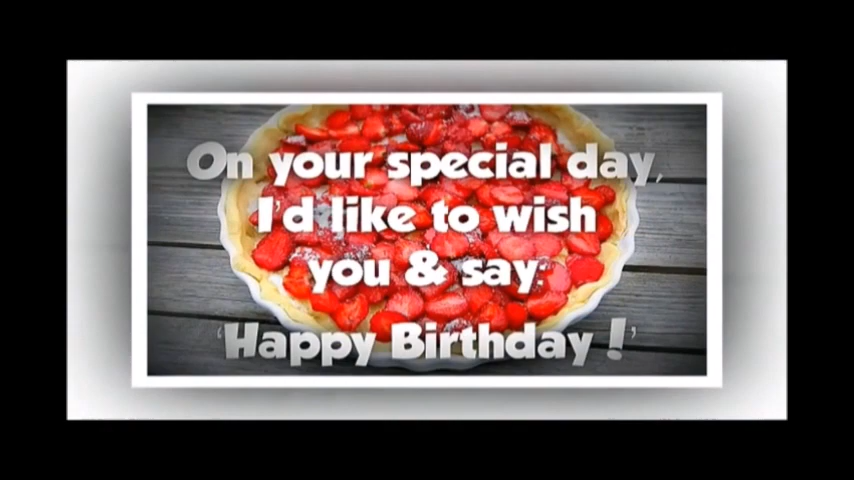 On your special day,
I'd like to wish
you & say:
'Happy Birthday!'